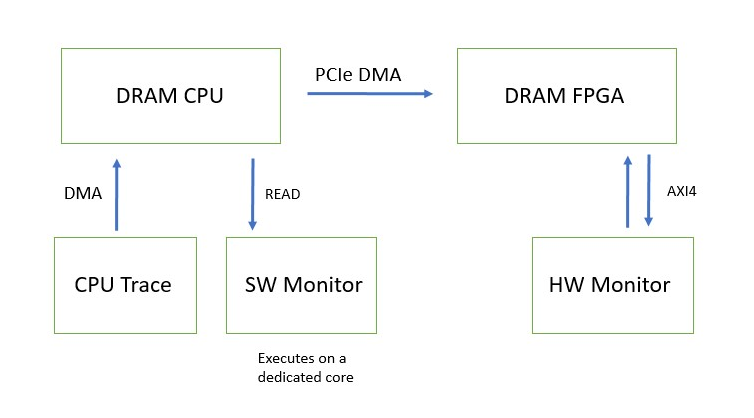 PCIe DMA
DRAM CPU
DRAM FPGA
DMA
READ
AXI4
CPU Trace
SW Monitor
HW Monitor
Executes on a
dedicated core